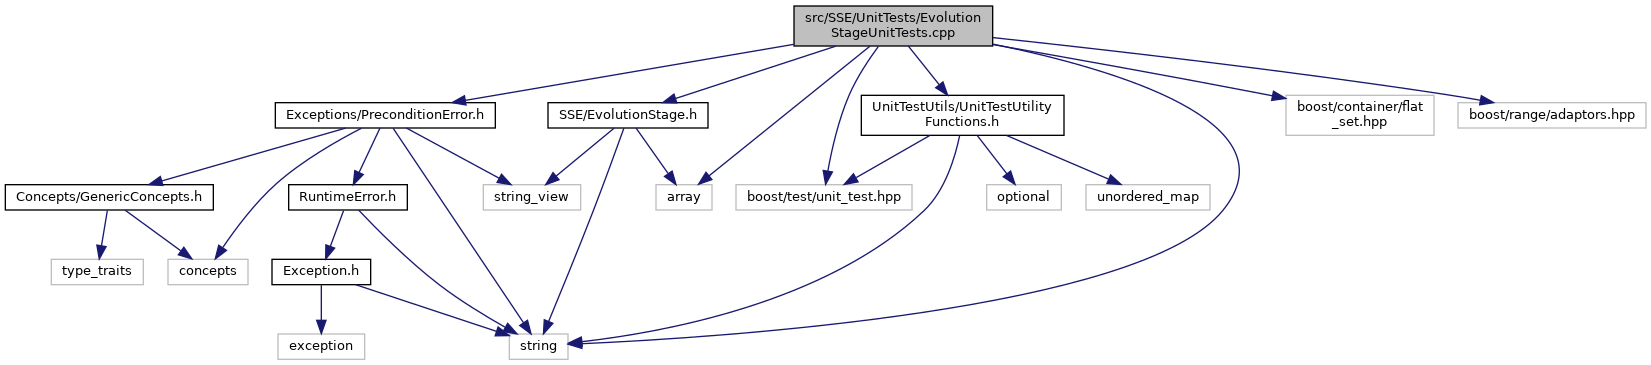 src/SSE/UnitTests/Evolution
StageUnitTests.cpp
Exceptions/PreconditionError.h
SSE/EvolutionStage.h
UnitTestUtils/UnitTestUtility
Functions.h
boost/container/flat
_set.hpp
boost/range/adaptors.hpp
Concepts/GenericConcepts.h
RuntimeError.h
string_view
array
boost/test/unit_test.hpp
optional
unordered_map
type_traits
concepts
Exception.h
exception
string